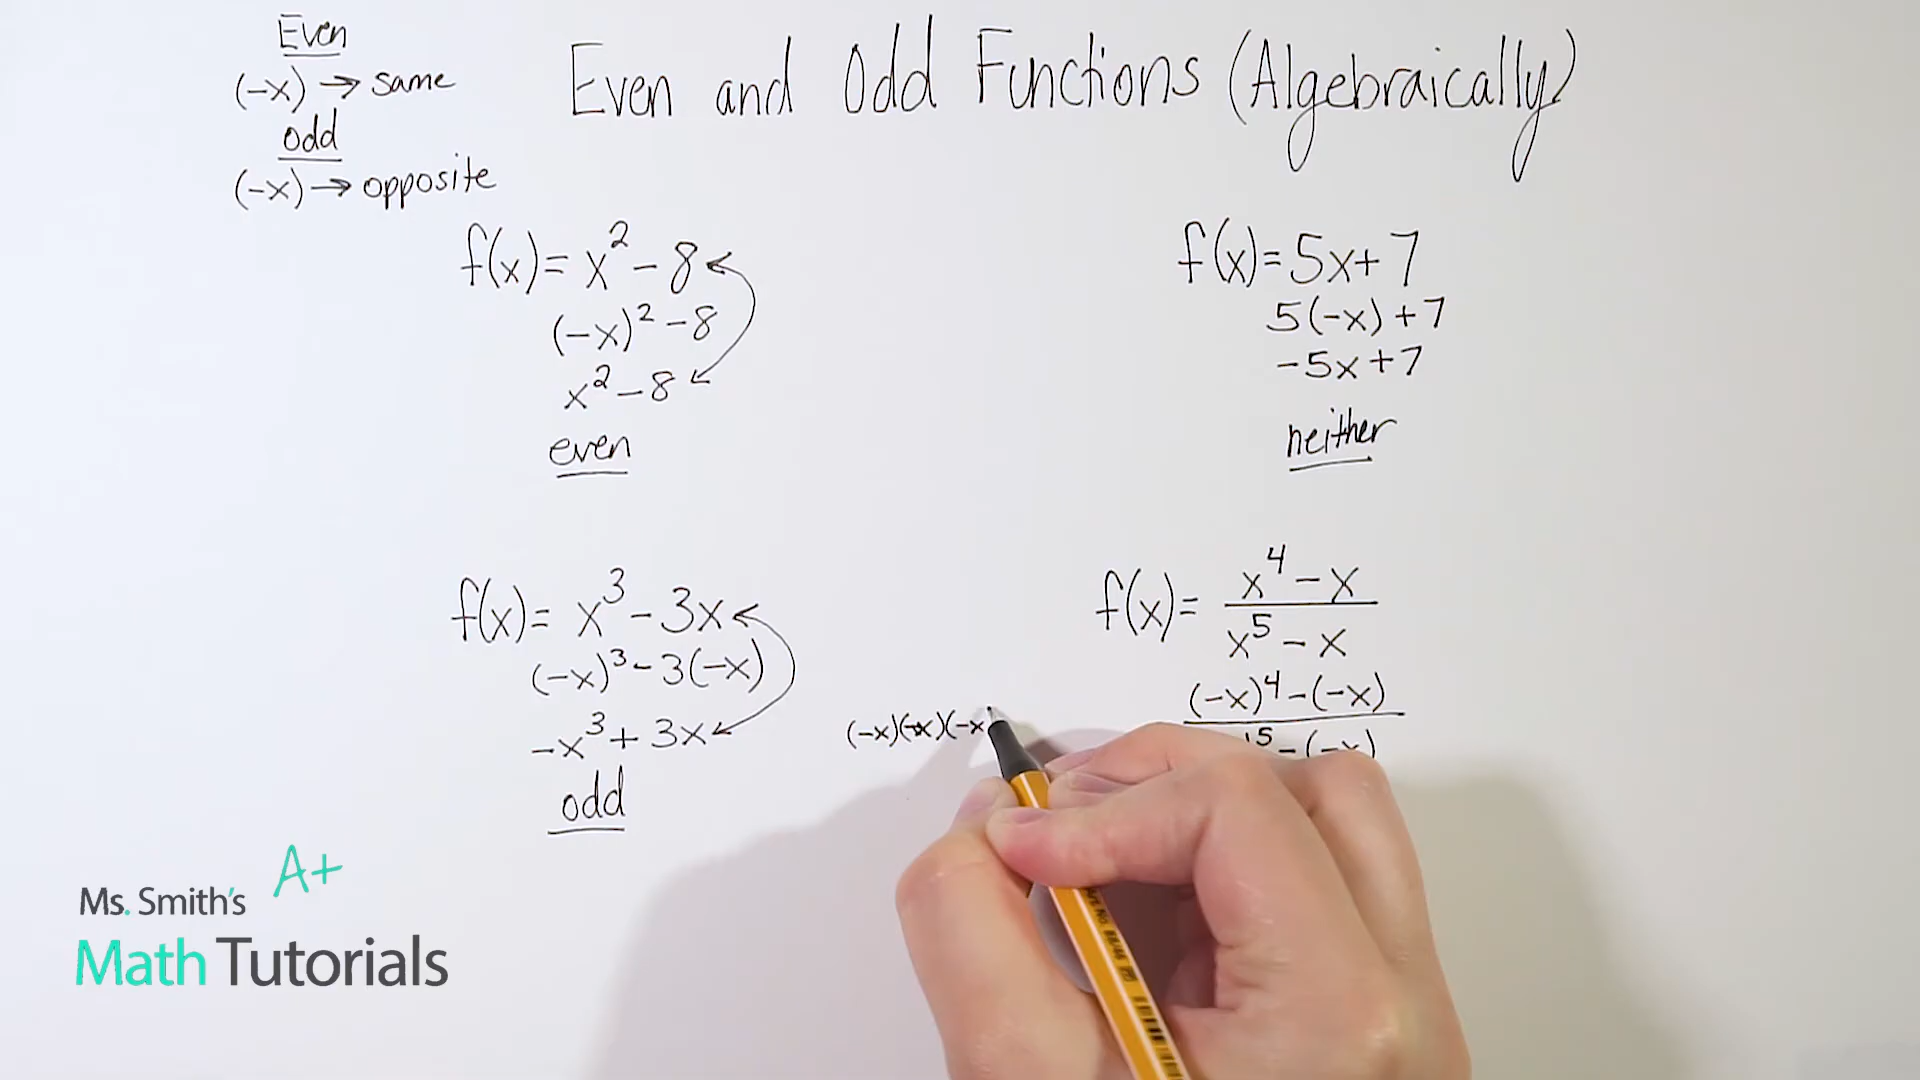 Even
(-x) → same
odd
(-x) → opposite
Even and Odd Functions (Algebraically)
f(x) = x² - 8
(-x)² - 8
x² - 8
even
f(x) = 5x + 7
5(-x) + 7
-5x + 7
neither
f(x) = x³ - 3x
(-x)³ - 3(-x)
-x³ + 3x
odd
f(x) = x⁴ - x
x⁵ - x
(-x)⁴ - (-x)
⁵ - (-x)
(-x)(-x)(-x
Ms. Smith's A+
Math Tutorials